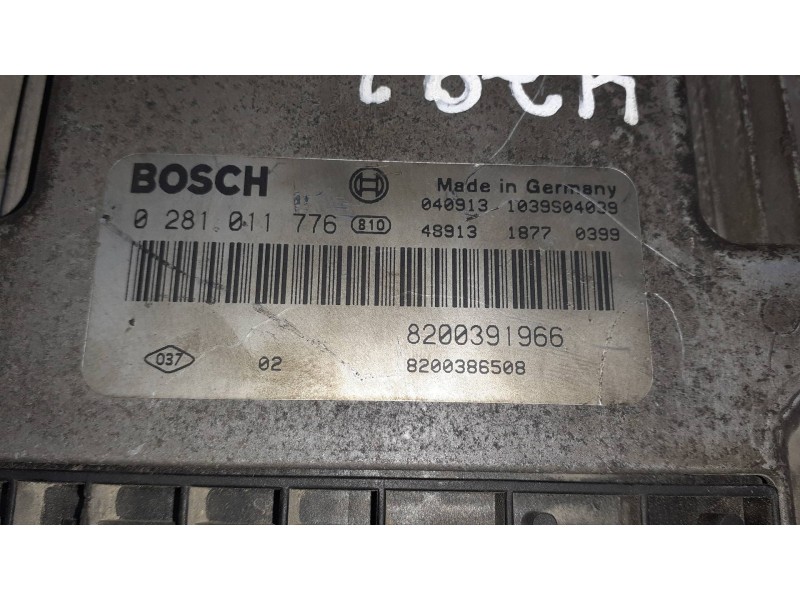 BOSCH Made in Germany
040913 1039S04039
0 281 011 776 810
48913 1877 0399
8200391966
037 02 8200386508